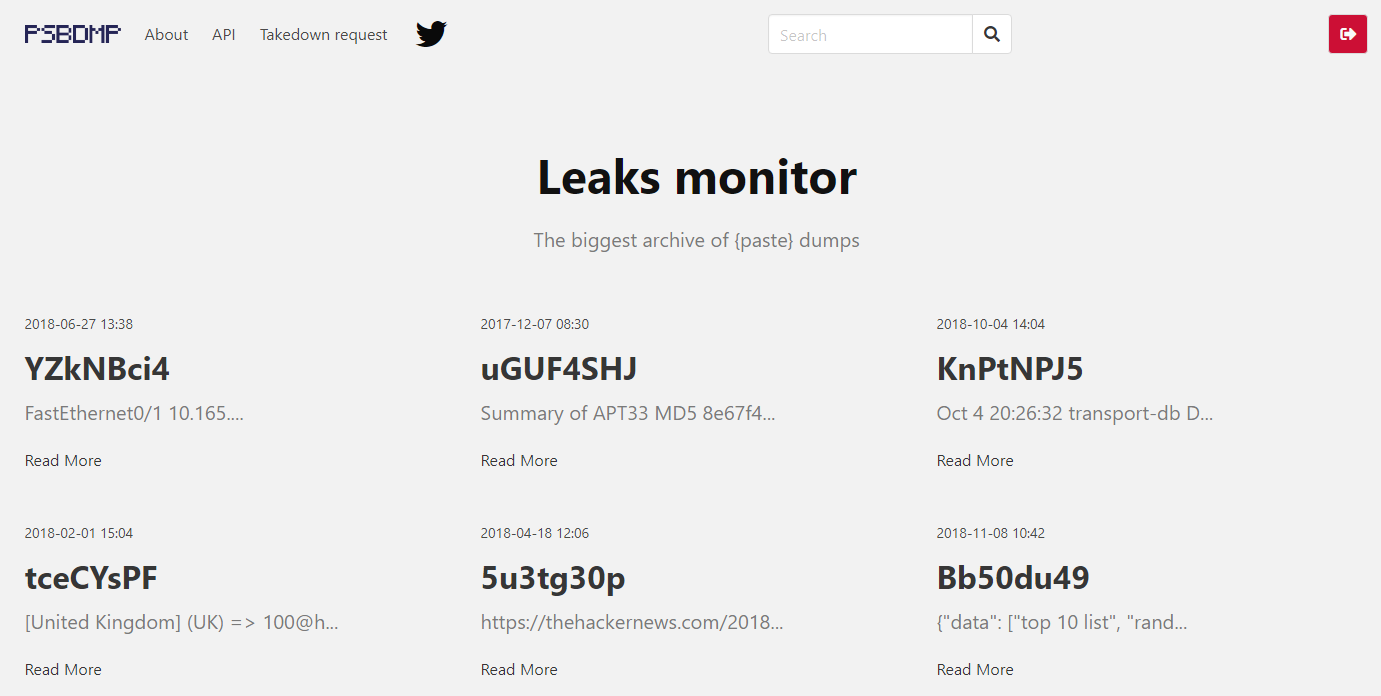 PSBDMP About API Takedown request Search
Leaks monitor
The biggest archive of {paste} dumps
2018-06-27 13:38
YZkNBci4
FastEthernet0/1 10.165....
Read More
2017-12-07 08:30
uGUF4SHJ
Summary of APT33 MD5 8e67f4...
Read More
2018-10-04 14:04
KnPtNPJ5
Oct 4 20:26:32 transport-db D...
Read More
2018-02-01 15:04
tceCYsPF
[United Kingdom] (UK) => 100@h...
Read More
2018-04-18 12:06
5u3tg30p
https://thehackernews.com/2018...
Read More
2018-11-08 10:42
Bb50du49
{"data": ["top 10 list", "rand...
Read More